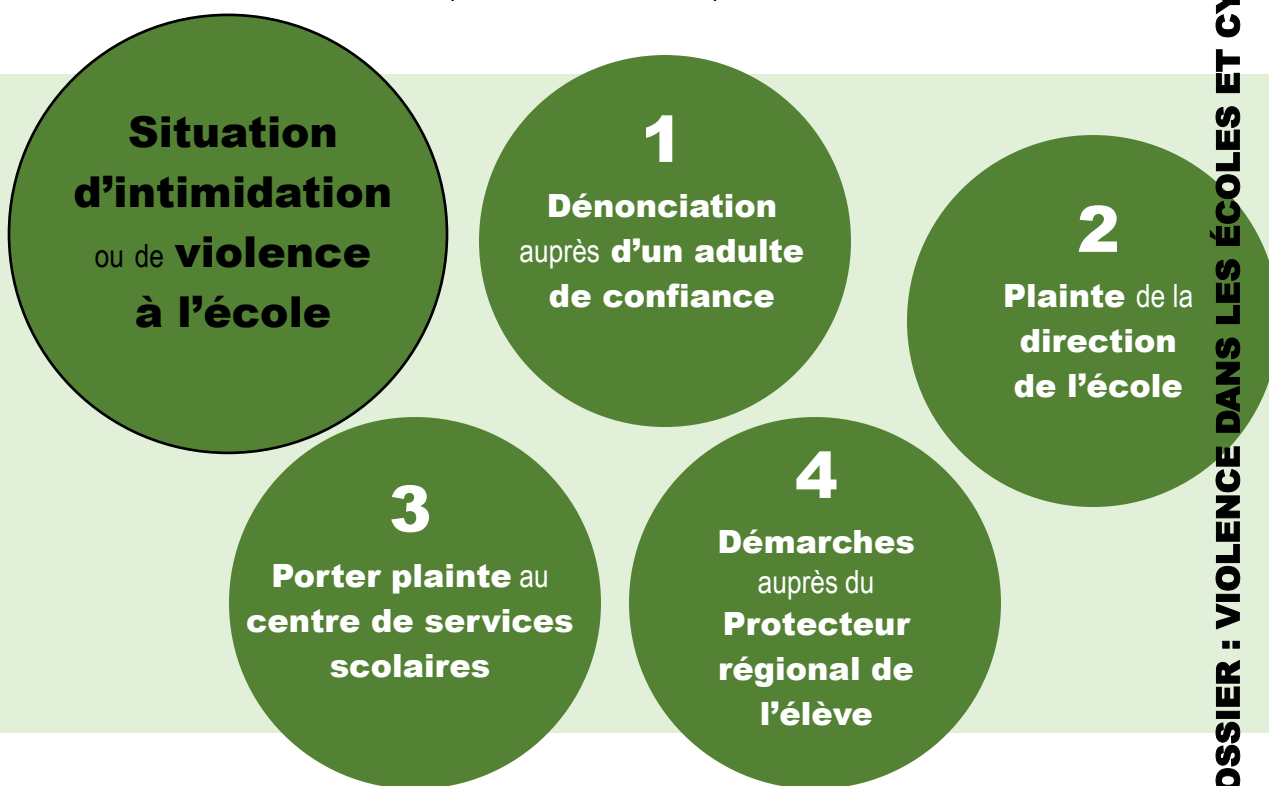 Situation
d’intimidation
ou de violence
à l’école
1
Dénonciation
auprès d’un adulte
de confiance
2
Plainte de la
direction
de l’école
3
Porter plainte au
centre de services
scolaires
4
Démarches
auprès du
Protecteur
régional de
l’élève
: VIOLENCE DANS LES ÉCOLES ET